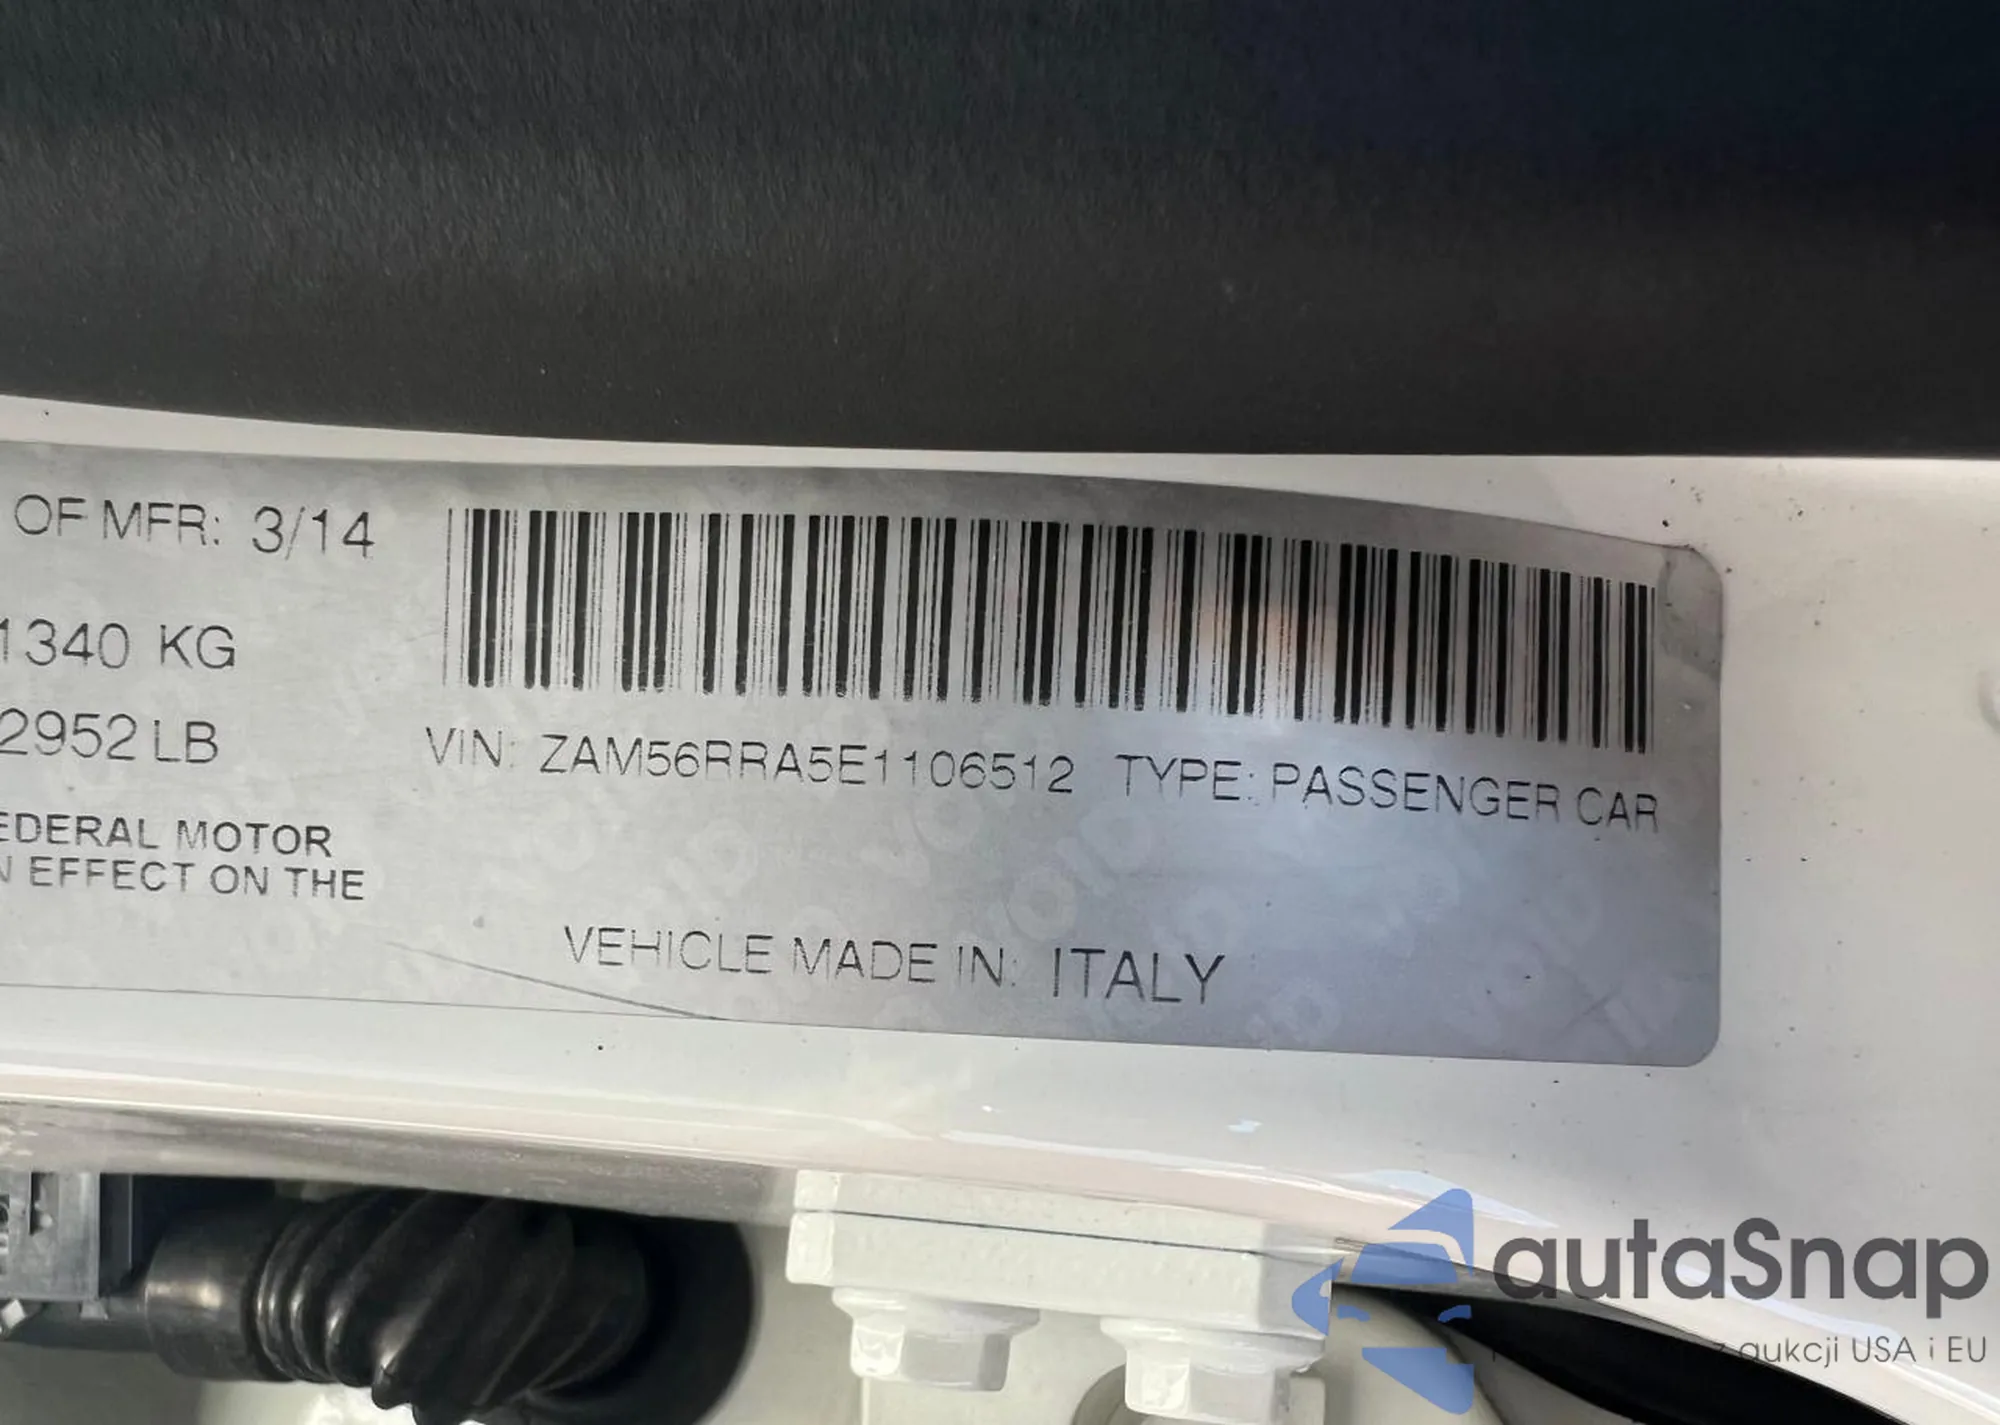 OF MFR: 3/14
1340 KG
2952 LB
VIN: ZAM56RRA5E1106512 TYPE: PASSENGER CAR
EDERAL MOTOR
N EFFECT ON THE
VEHICLE MADE IN: ITALY
autaSnap
z aukcji USA i EU